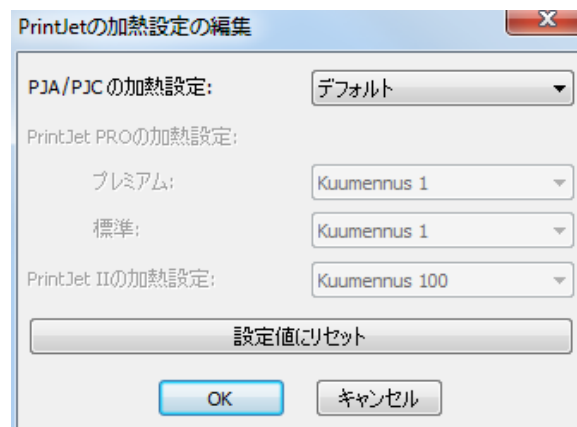 PrintJetの加熱設定の編集
PJA/PJCの加熱設定: デフォルト
PrintJet PROの加熱設定:
プレミアム: Kuumennus 1
標準: Kuumennus 1
PrintJet IIの加熱設定: Kuumennus 100
設定値にリセット
OK キャンセル